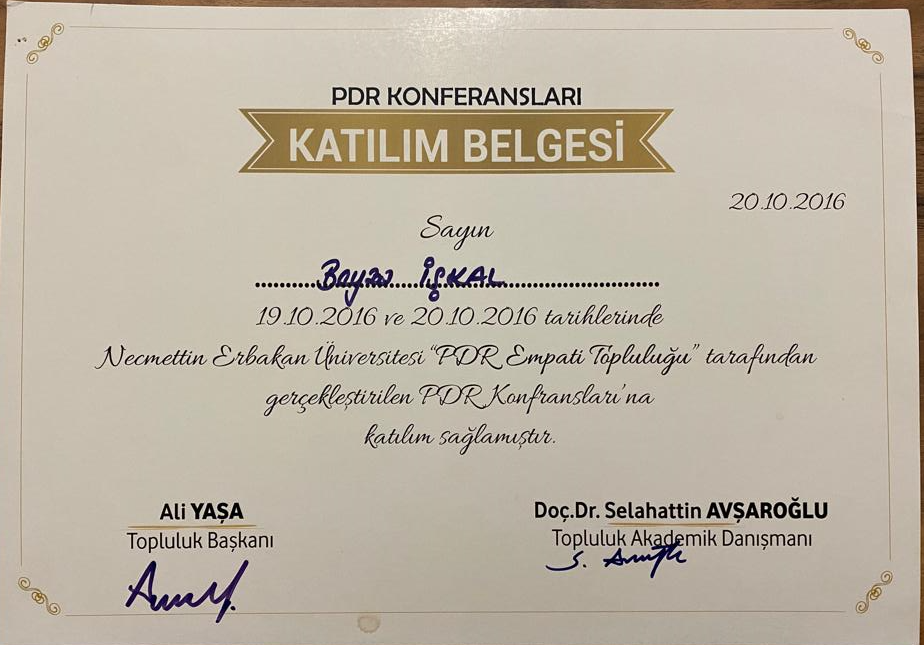 PDR KONFERANSLARI
KATILIM BELGESİ
20.10.2016
Sayın
Beyza İŞKAL
19.10.2016 ve 20.10.2016 tarihlerinde
Necmettin Erbakan Üniversitesi “PDR Empati Topluluğu” tarafından
gerçekleştirilen PDR Konfransları’na
katılım sağlamıştır.
Ali YAŞA
Topluluk Başkanı
Doç.Dr. Selahattin AVŞAROĞLU
Topluluk Akademik Danışmanı